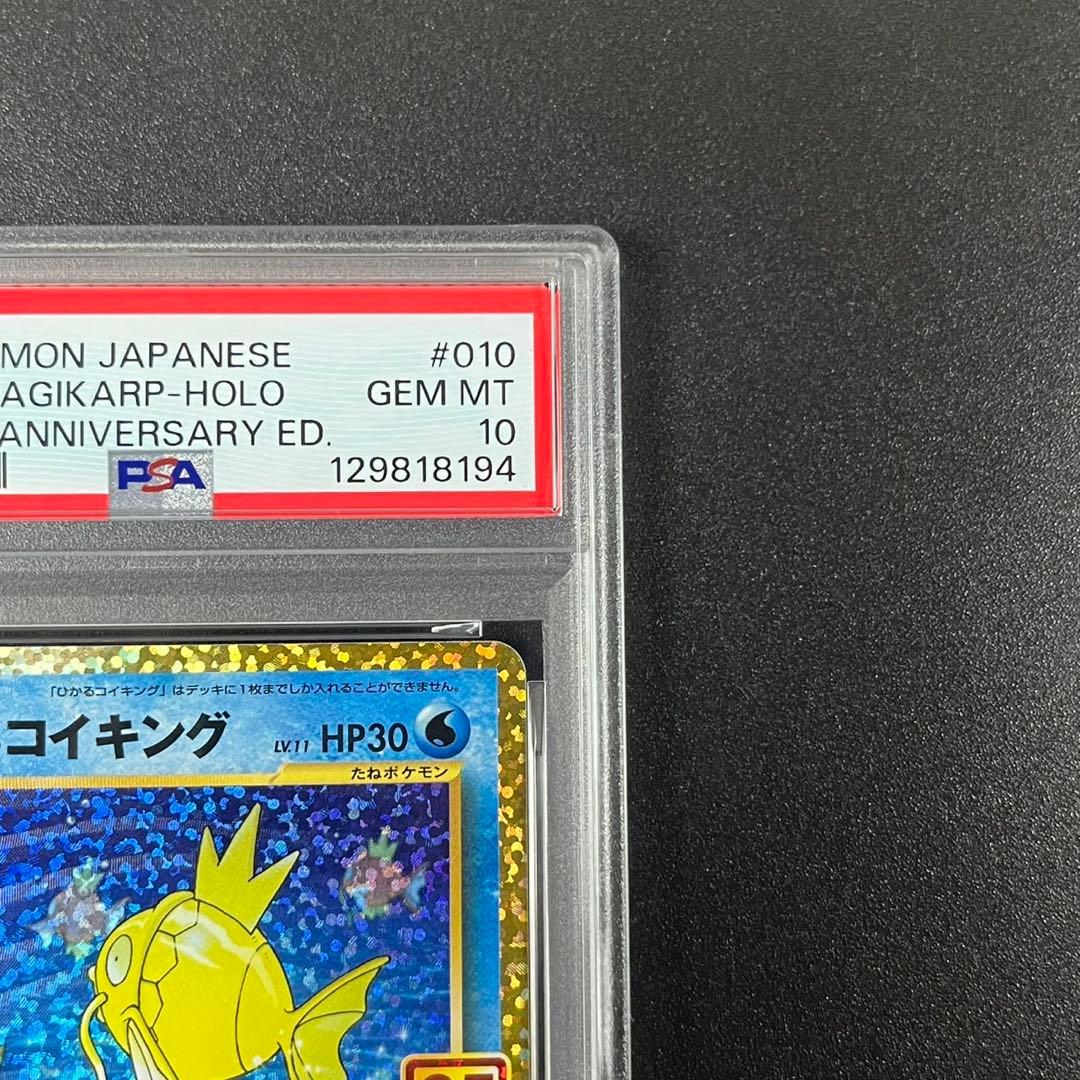 MON JAPANESE #010
AGIKARP-HOLO GEM MT
ANNIVERSARY ED. 10
PSA 129818194
「ひかるコイキング」はデッキに1枚までしか入れることができません。
コイキング LV.11 HP30
たねポケモン